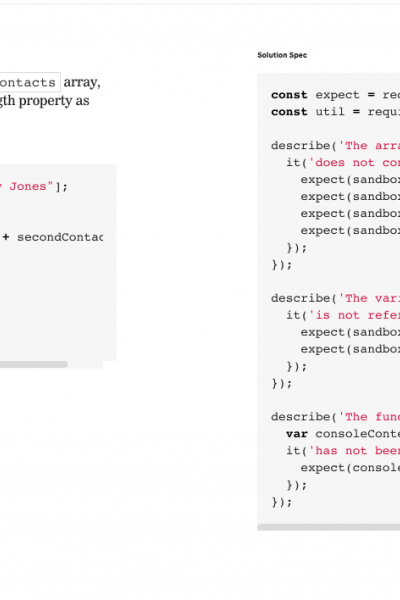 ontacts array,
gth property as
Jones"];
+ secondContac
Solution Spec
const expect = req
const util = requi
describe('The arra
it('does not con
expect(sandbox
expect(sandbox
expect(sandbox
expect(sandbox
});
});
describe('The vari
it('is not refer
expect(sandbox
expect(sandbox
});
});
describe('The func
var consoleConte
it('has not been
expect(console
});
});